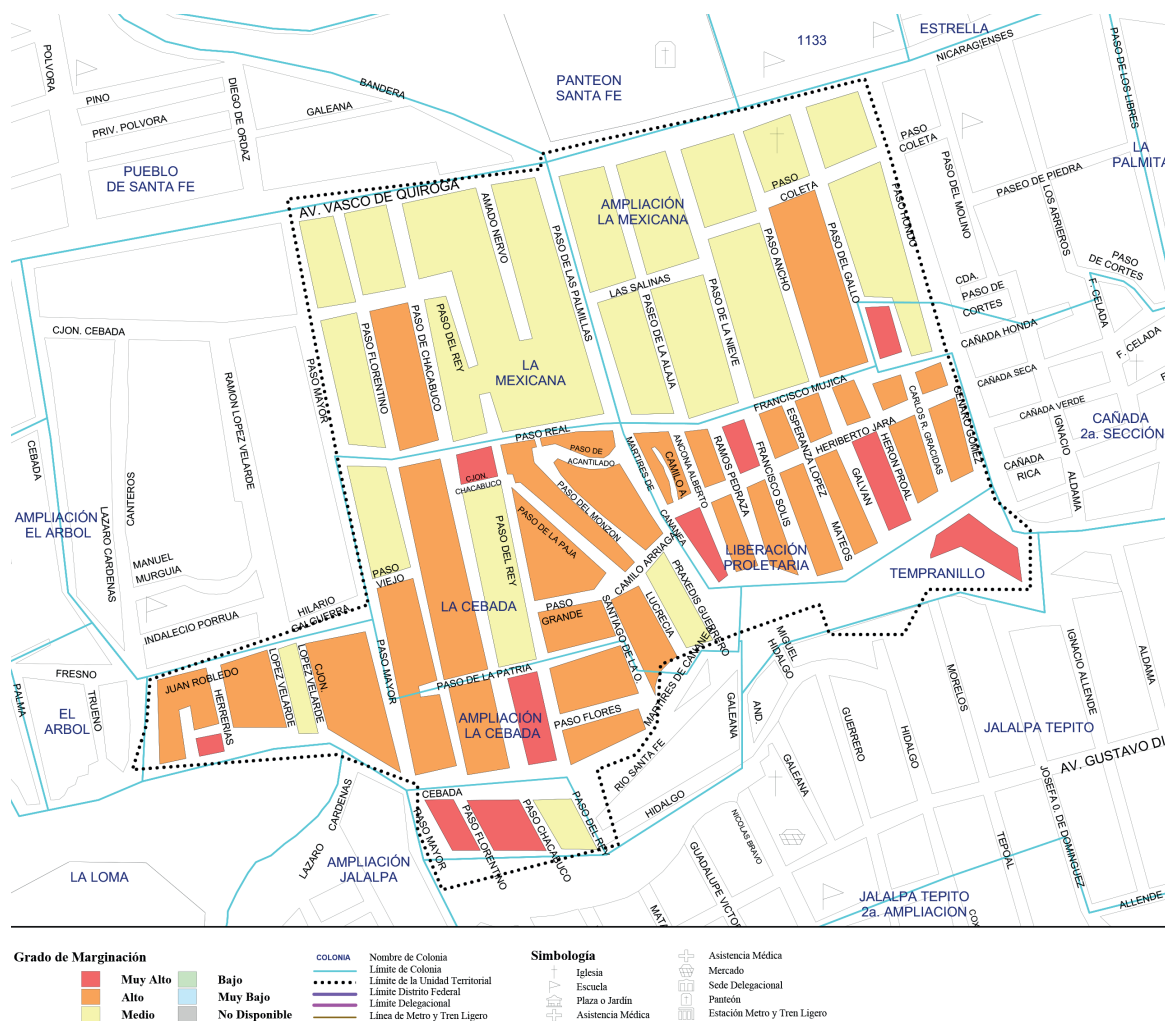 ESTRELLA
1133
NICARAGIENSES
PASO DE LOS LIBRES
POLVORA
PINO
PRIV. POLVORA
DIEGO DE ORDAZ
GALEANA
BANDERA
PANTEON
SANTA FE
PUEBLO
DE SANTA FE
AV. VASCO DE QUIROGA
AMADO NERVO
AMPLIACIÓN
LA MEXICANA
PASO
COLETA
PASO
COLETA
PASO DEL MOLINO
PASEO DE PIEDRA
LOS ARRIEROS
LA
PALMITA
PASO HONDO
PASO DE LAS PALMILLAS
PASO ANCHO
PASO DEL GALLO
PASO
DE CORTES
CDA.
PASO DE
CORTES
F. CELADA
F. CELADA
LAS SALINAS
PASEO DE LA ALAJA
PASO DE LA NIEVE
CJON. CEBADA
PASO MAYOR
PASO FLORENTINO
PASO DE CHACABUCO
PASO DEL REY
LA
MEXICANA
CAÑADA HONDA
CAÑADA SECA
CAÑADA VERDE
CAÑADA
RICA
IGNACIO
ALDAMA
CAÑADA
2a. SECCIÓN
RAMON LOPEZ VELARDE
FRANCISCO MUJICA
ESPERANZA LOPEZ
MATEOS
HERIBERTO JARA
CARLOS R. GRACIDAS
GENARO GOMEZ
PASO REAL
PASO DE
ACANTILADO
MARTIRES DE
CANANEA
CAMILO A.
ANCONA ALBERTO
RAMOS PEDRAZA
FRANCISCO SOLIS
GALVAN
HERON PROAL
CEBADA
CANTEROS
LAZARO CARDENAS
AMPLIACIÓN
EL ARBOL
CJON.
CHACABUCO
PASO DEL MONZON
PASO DE LA PAJA
PASO DEL REY
CAMILO ARRIAGA
LIBERACIÓN
PROLETARIA
TEMPRANILLO
MANUEL
MURGUIA
PASO
VIEJO
HILARIO
GALGUERRA
INDALECIO PORRUA
LA CEBADA
PASO
GRANDE
SANTIAGO DE LA O
LUCRECIA
PRAXEDIS GUERRERO
MARTIRES DE CANANEA
MIGUEL
HIDALGO
FRESNO
PALMA
TRUENO
EL
ARBOL
JUAN ROBLEDO
HERRERIAS
LOPEZ VELARDE
CJON.
LOPEZ VELARDE
PASO MAYOR
PASO DE LA PATRIA
AMPLIACIÓN
LA CEBADA
PASO FLORES
RIO SANTA FE
GALEANA
AND.
GALEANA
GUERRERO
HIDALGO
MORELOS
IGNACIO ALLENDE
ALDAMA
JALALPA TEPITO
AV. GUSTAVO DI
JOSEFA O. DE DOMINGUEZ
HIDALGO
NICOLAS BRAVO
LAZARO
CARDENAS
CEBADA
PASO MAYOR
PASO FLORENTINO
PASO CHACABUCO
PASO DEL REY
LA LOMA
AMPLIACIÓN
JALALPA
GUADALUPE VICTOR
MATA
TEPOAL
JALALPA TEPITO
2a. AMPLIACION
COX
ALLENDE
Grado de Marginación
Muy Alto
Alto
Medio
Bajo
Muy Bajo
No Disponible
COLONIA Nombre de Colonia
Límite de Colonia
Límite de la Unidad Territorial
Límite Distrito Federal
Límite Delegacional
Línea de Metro y Tren Ligero
Simbología
Iglesia
Escuela
Plaza o Jardín
Asistencia Médica
Asistencia Médica
Mercado
Sede Delegacional
Panteón
Estación Metro y Tren Ligero